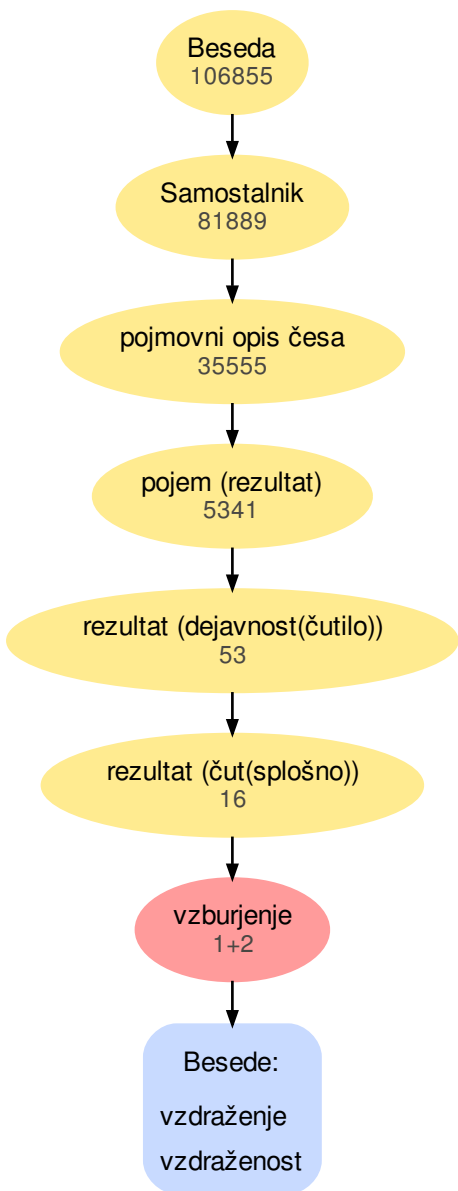 Beseda
106855
Samostalnik
81889
pojmovni opis česa
35555
pojem (rezultat)
5341
rezultat (dejavnost(čutilo))
53
rezultat (čut(splošno))
16
vzburjenje
1+2
Besede:
vzdraženje
vzdraženost